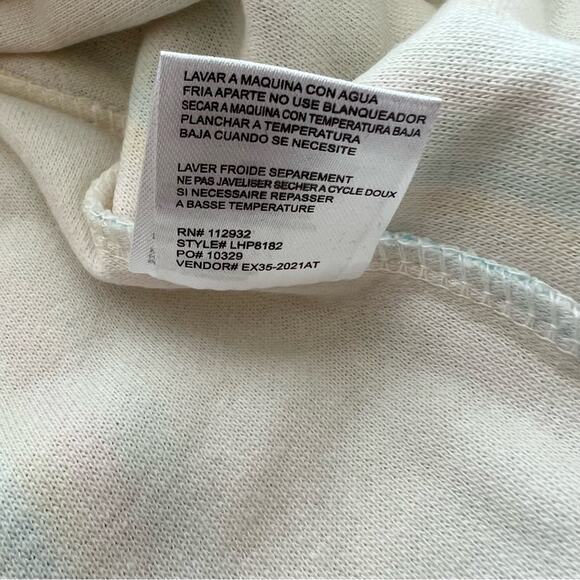 LAVAR A MAQUINA CON AGUA
FRIA APARTE NO USE BLANQUEADOR
SECAR A MAQUINA CON TEMPERATURA BAJA
PLANCHAR A TEMPERATURA
BAJA CUANDO SE NECESITE
LAVER FROIDE SEPAREMENT
NE PAS JAVELISER SECHER A CYCLE DOUX
SI NECESSAIRE REPASSER
A BASSE TEMPERATURE
RN# 112932
STYLE# LHP8182
PO# 10329
VENDOR# EX35-2021AT